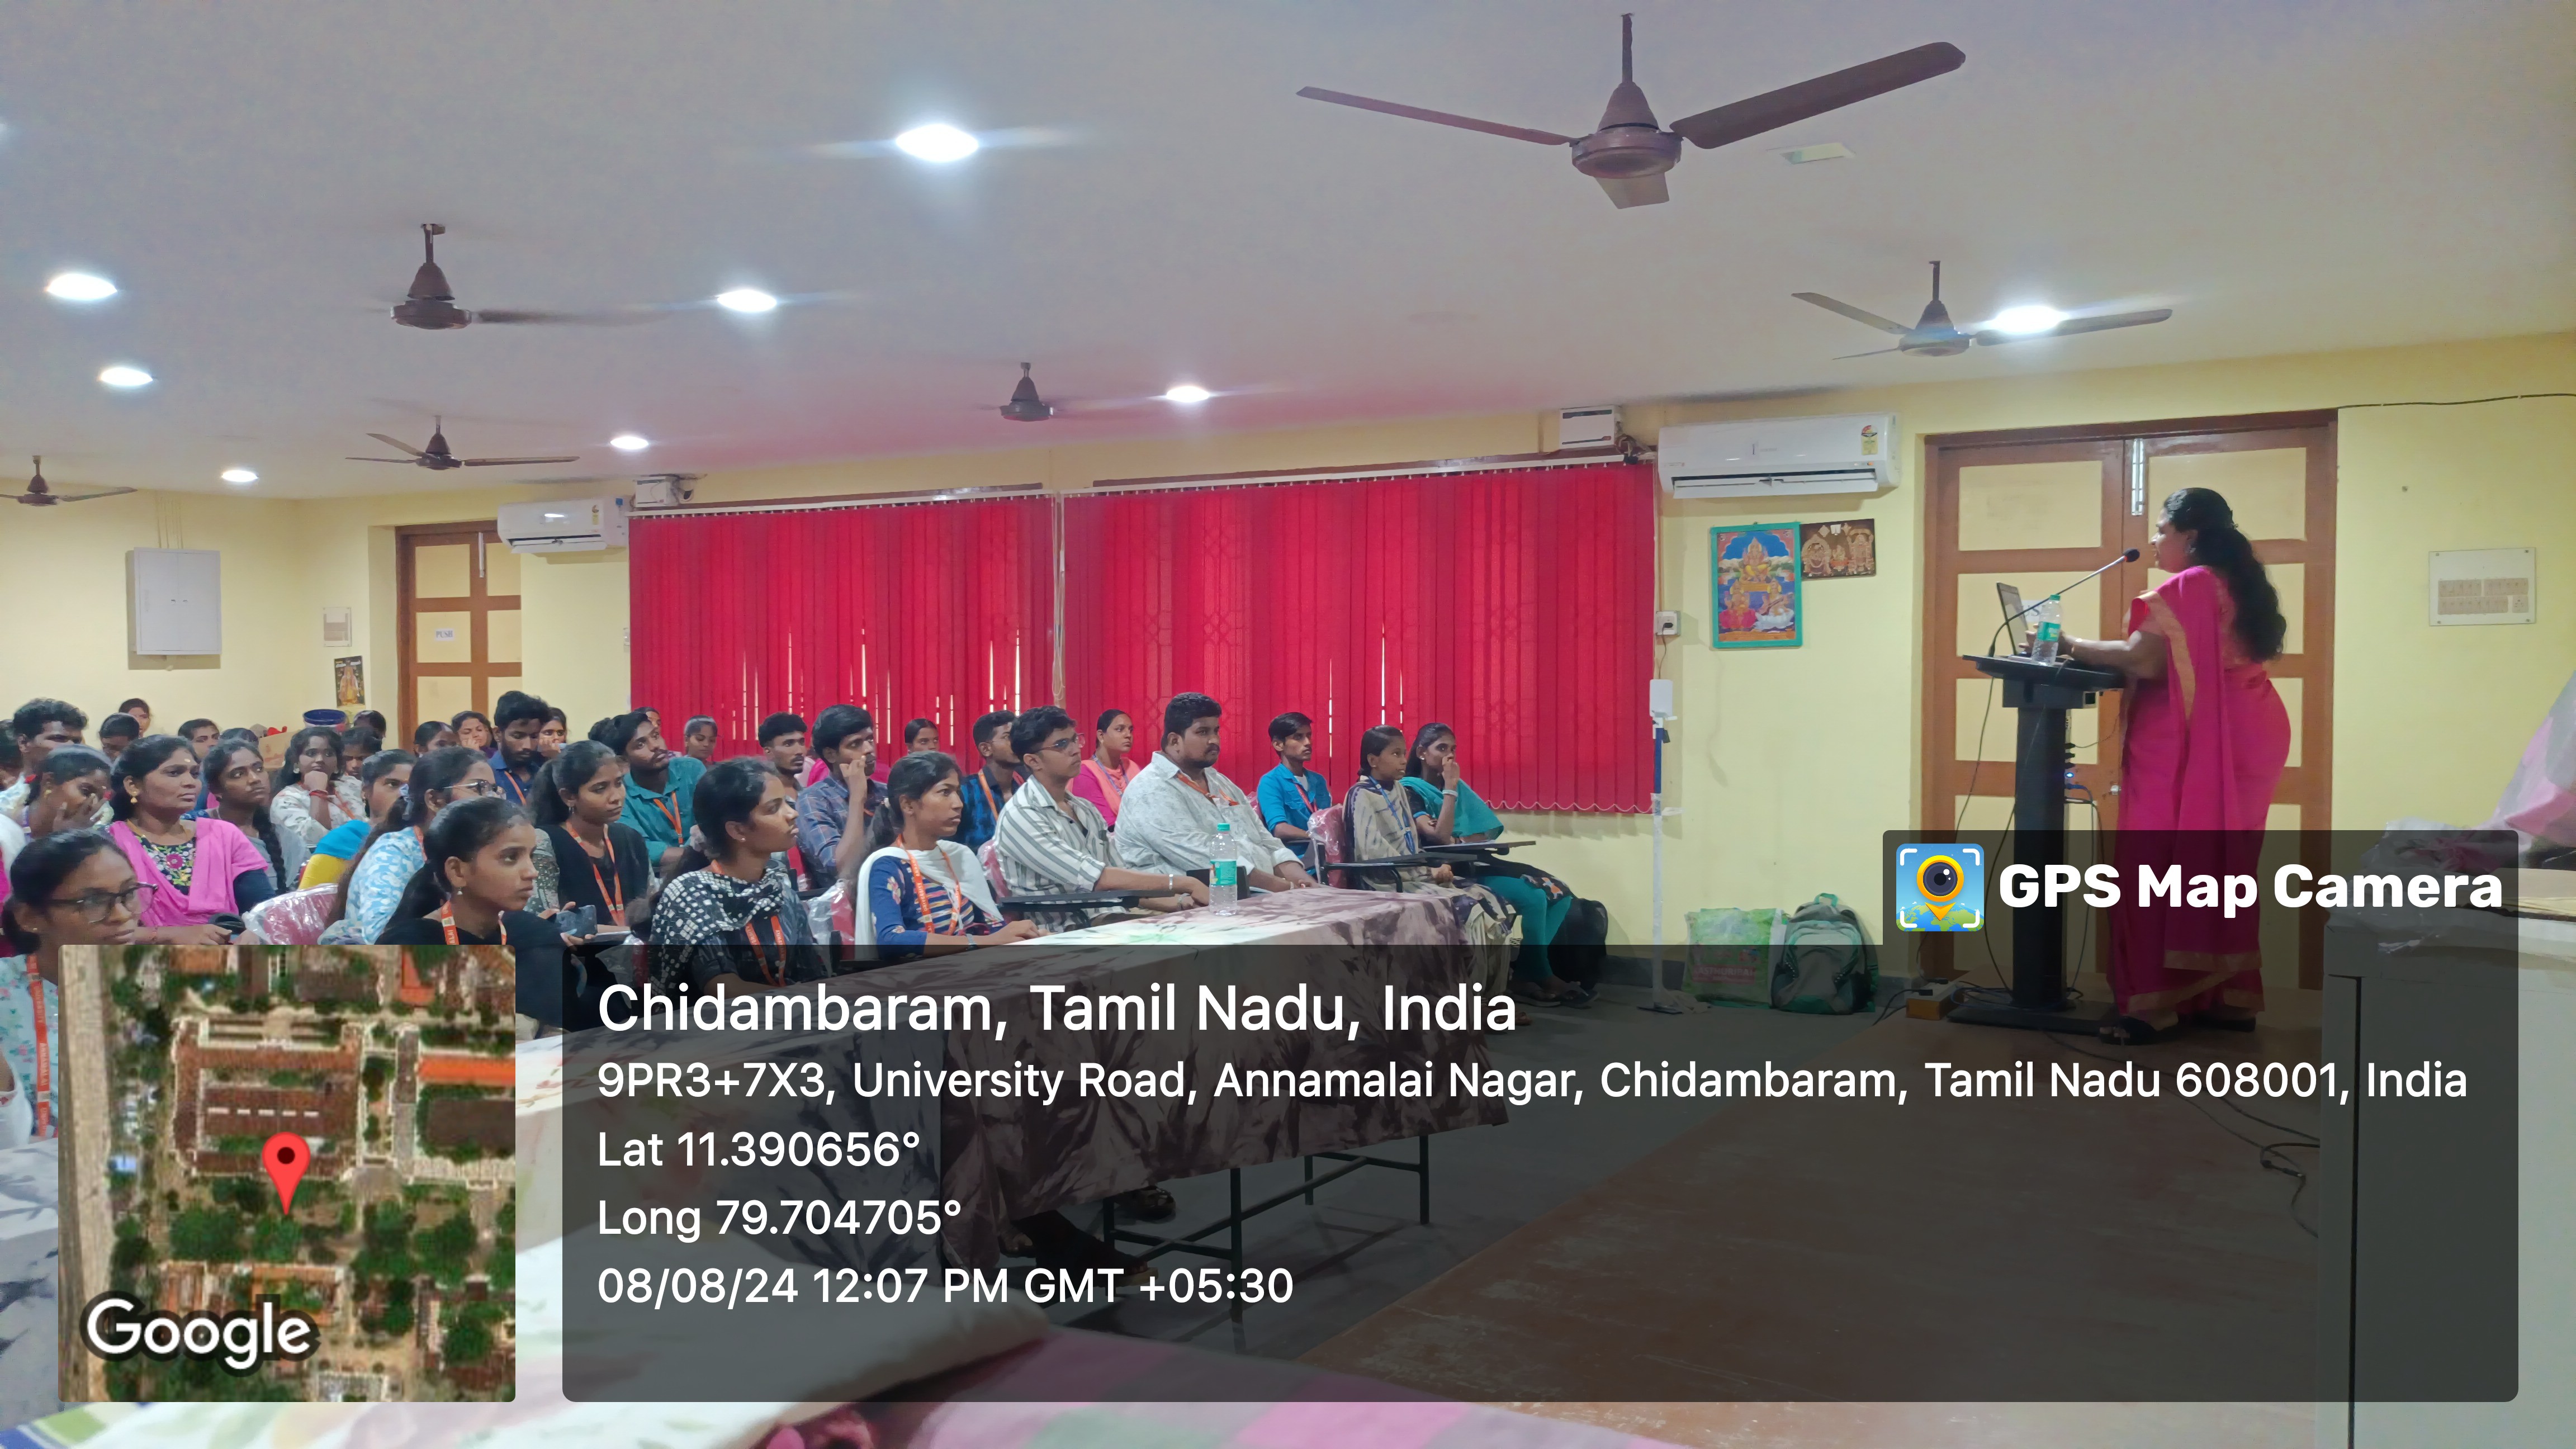 PUSH
GPS Map Camera
Chidambaram, Tamil Nadu, India
9PR3+7X3, University Road, Annamalai Nagar, Chidambaram, Tamil Nadu 608001, India
Lat 11.390656°
Long 79.704705°
08/08/24 12:07 PM GMT +05:30
Google